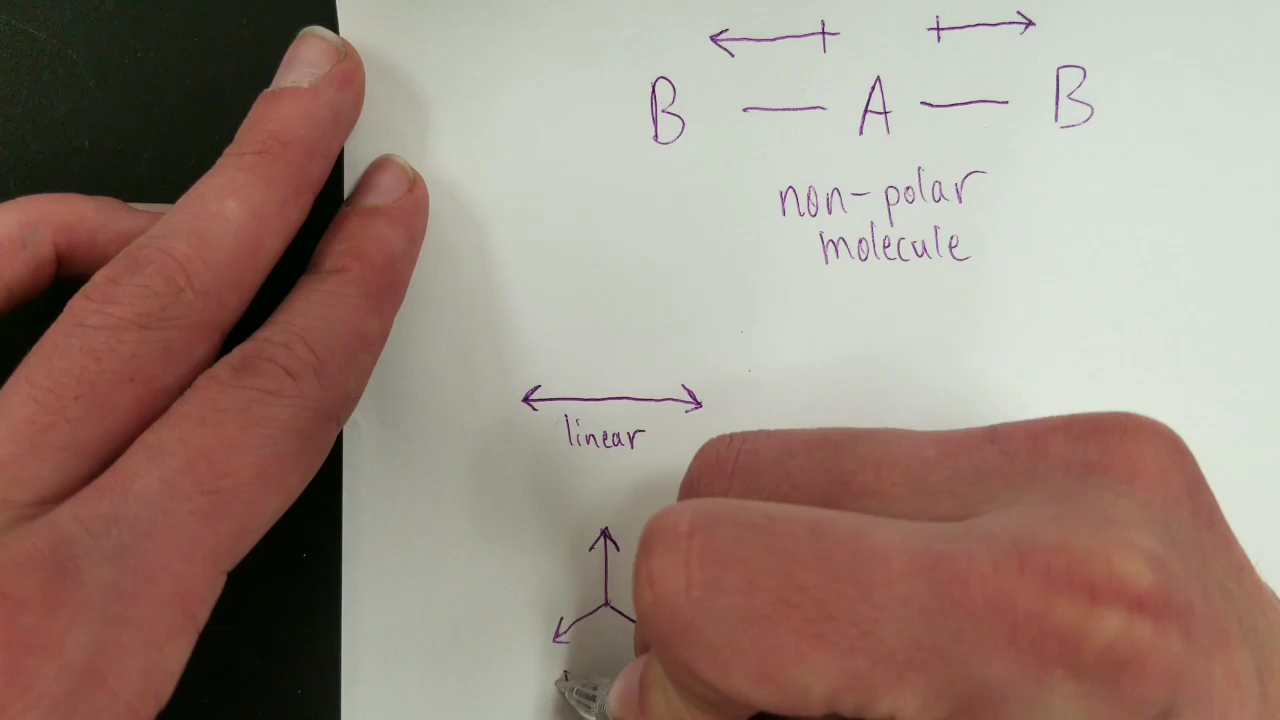 B — A — B
non-polar
molecule
linear